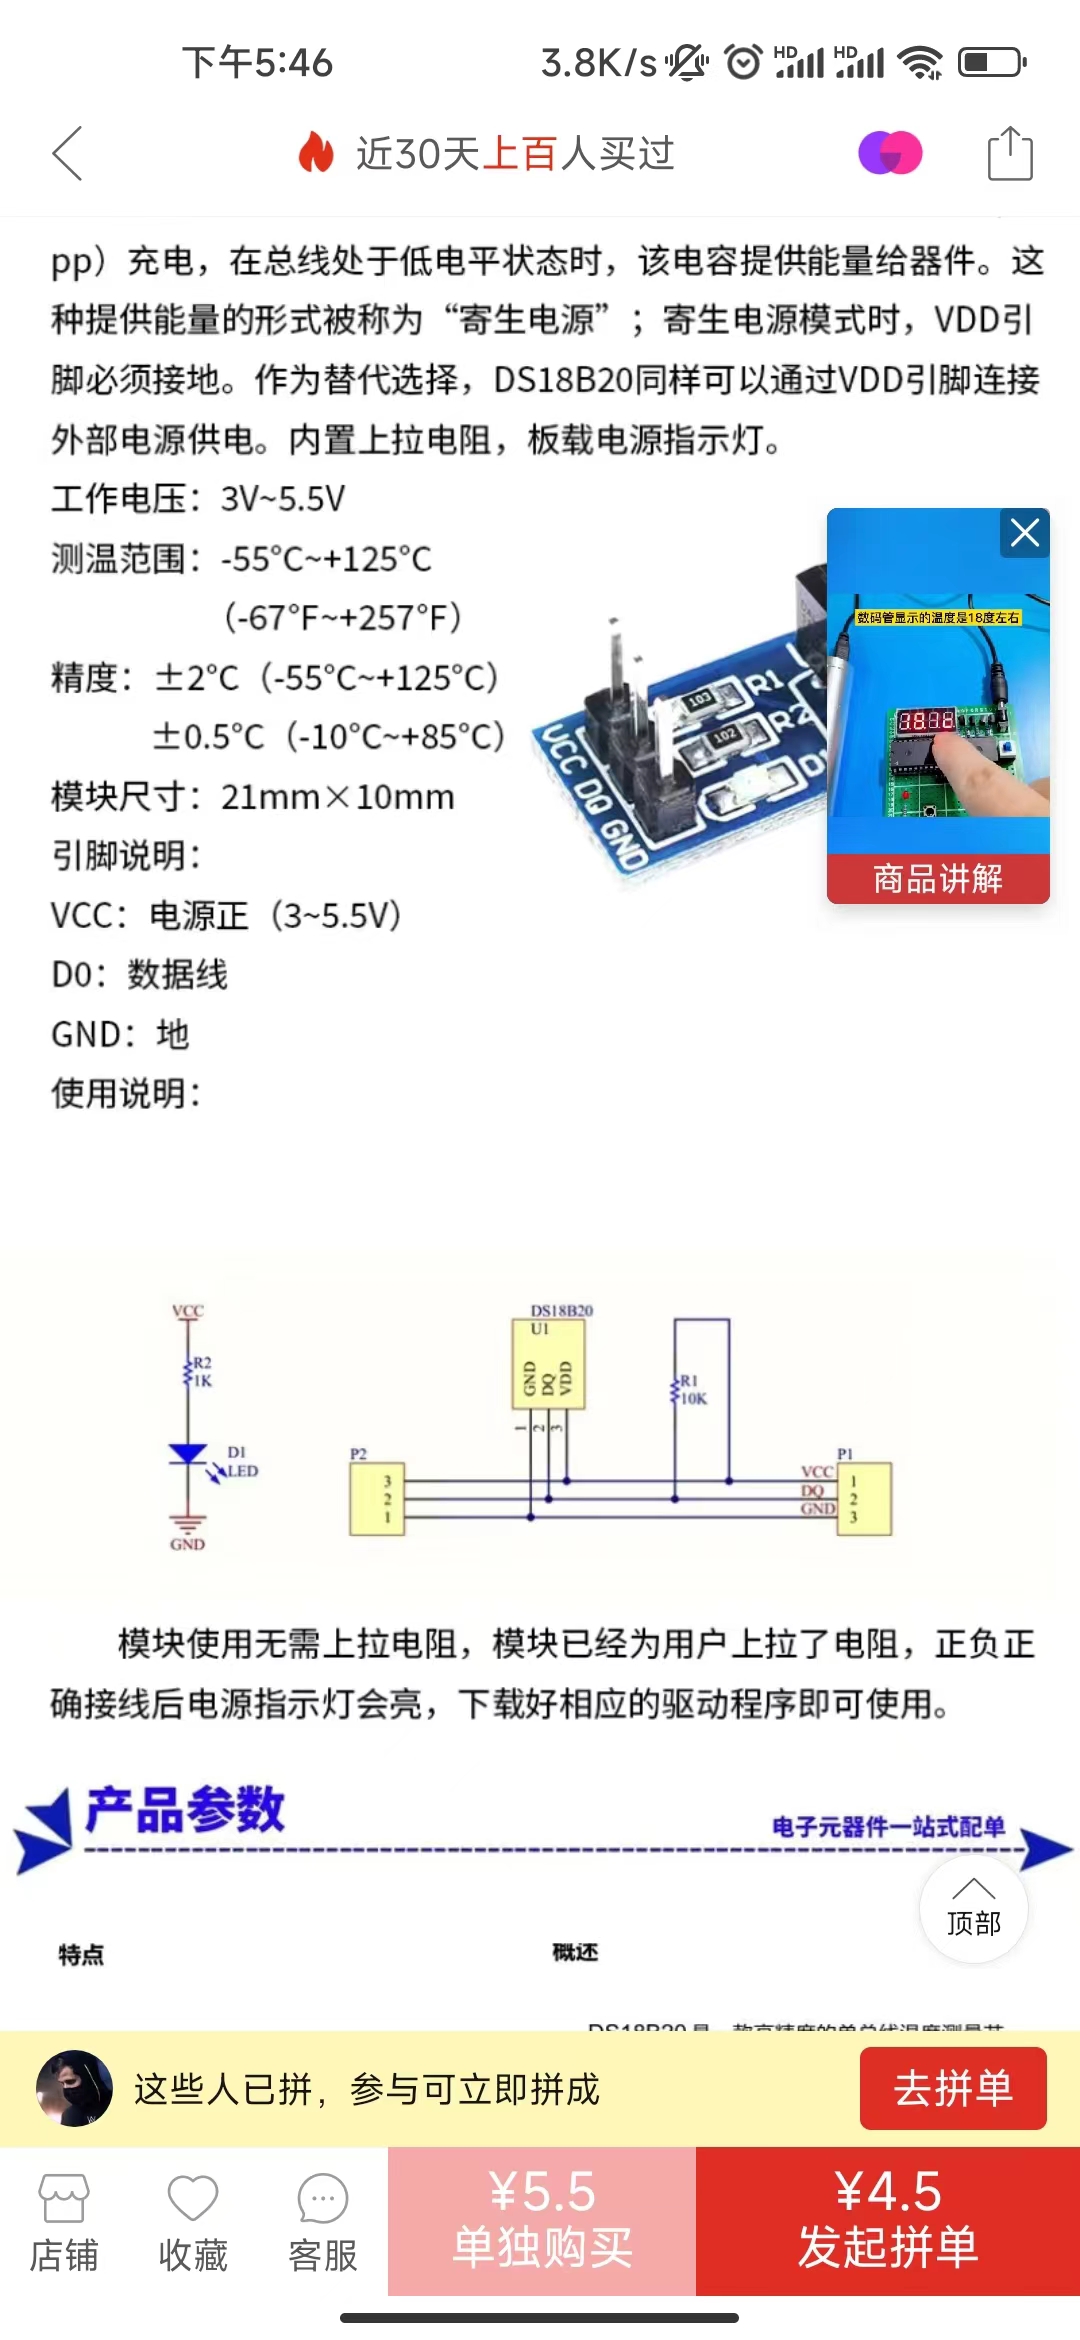 下午5:46
3.8K/s
HD
HD
近30天上百人买过
pp）充电，在总线处于低电平状态时，该电容提供能量给器件。这
种提供能量的形式被称为“寄生电源”；寄生电源模式时，VDD引
脚必须接地。作为替代选择，DS18B20同样可以通过VDD引脚连接
外部电源供电。内置上拉电阻，板载电源指示灯。
工作电压：3V~5.5V
测温范围：-55°C~+125°C
（-67°F~+257°F）
精度：±2°C（-55°C~+125°C）
±0.5°C（-10°C~+85°C）
模块尺寸：21mm×10mm
引脚说明：
VCC：电源正（3~5.5V）
D0：数据线
GND：地
使用说明：
103
R1
102
R2
VCC DQ GND
数码管显示的温度是18度左右
商品讲解
VCC
R2
1K
D1
LED
GND
DS18B20
U1
GND
DQ
VDD
1
2
3
R1
10K
P2
3
2
1
P1
VCC
DQ
GND
1
2
3
模块使用无需上拉电阻，模块已经为用户上拉了电阻，正负正
确接线后电源指示灯会亮，下载好相应的驱动程序即可使用。
产品参数
电子元器件一站式配单
顶部
特点
概述
这些人已拼，参与可立即拼成
去拼单
店铺
收藏
客服
¥5.5
单独购买
¥4.5
发起拼单